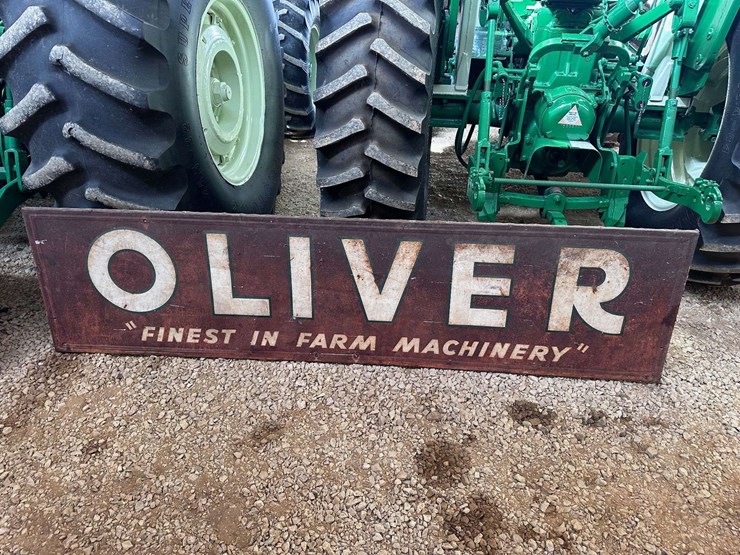 OLIVER
"FINEST IN FARM MACHINERY"